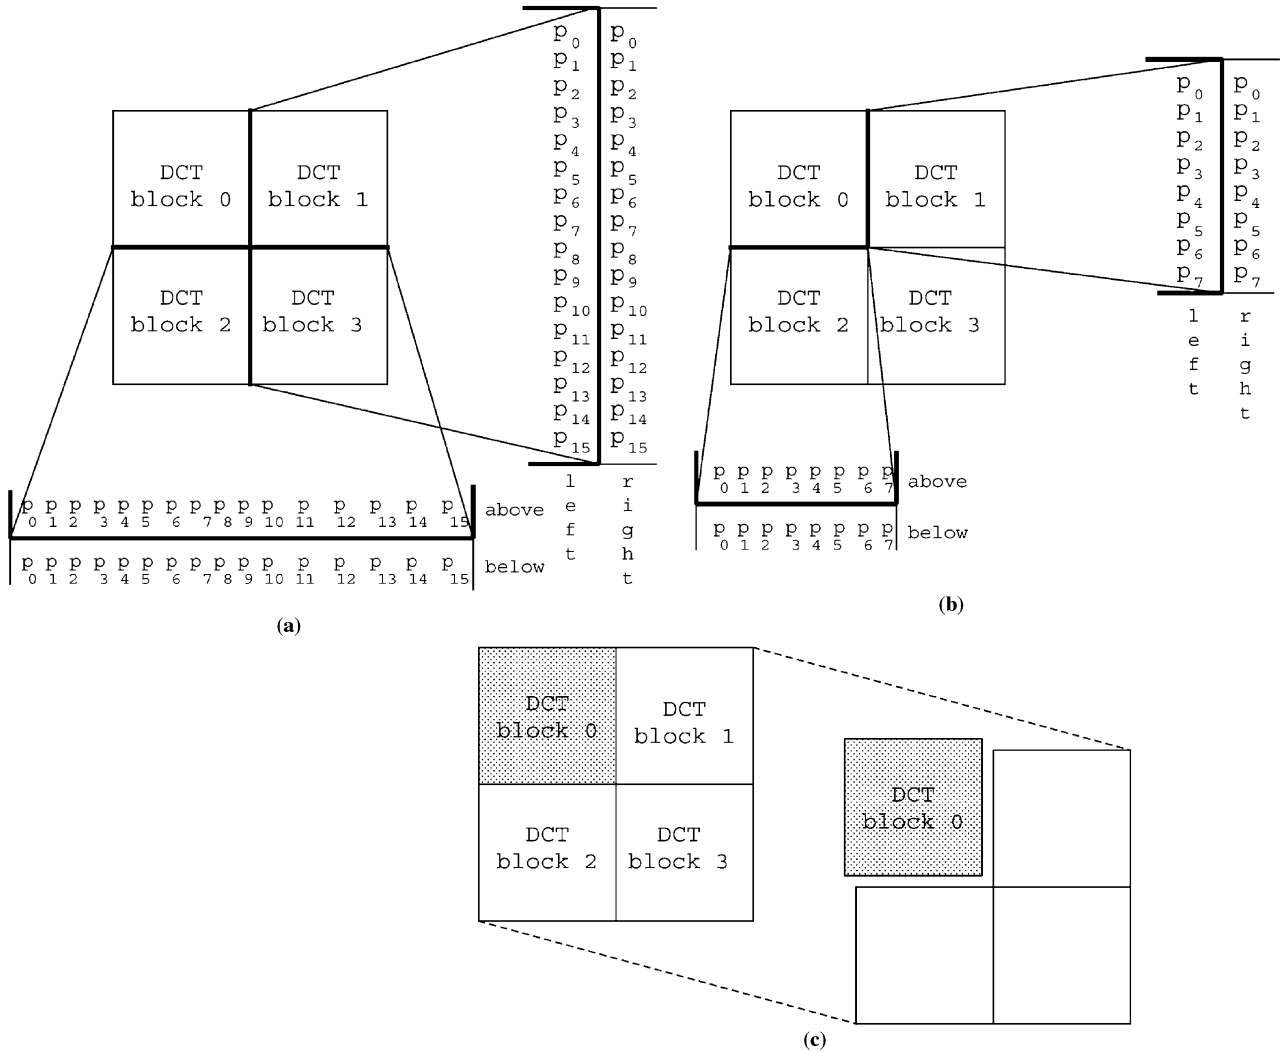 DCT
block 0
DCT
block 1
DCT
block 2
DCT
block 3
p0 p0
p1 p1
p2 p2
p3 p3
p4 p4
p5 p5
p6 p6
p7 p7
p8 p8
p9 p9
p10 p10
p11 p11
p12 p12
p13 p13
p14 p14
p15 p15
left
right
p0 p1 p2 p3 p4 p5 p6 p7 p8 p9 p10 p11 p12 p13 p14 p15 above
p0 p1 p2 p3 p4 p5 p6 p7 p8 p9 p10 p11 p12 p13 p14 p15 below
(a)
DCT
block 0
DCT
block 1
DCT
block 2
DCT
block 3
p0 p0
p1 p1
p2 p2
p3 p3
p4 p4
p5 p5
p6 p6
p7 p7
left
right
p0 p1 p2 p3 p4 p5 p6 p7 above
p0 p1 p2 p3 p4 p5 p6 p7 below
(b)
DCT
block 0
DCT
block 1
DCT
block 2
DCT
block 3
DCT
block 0
(c)